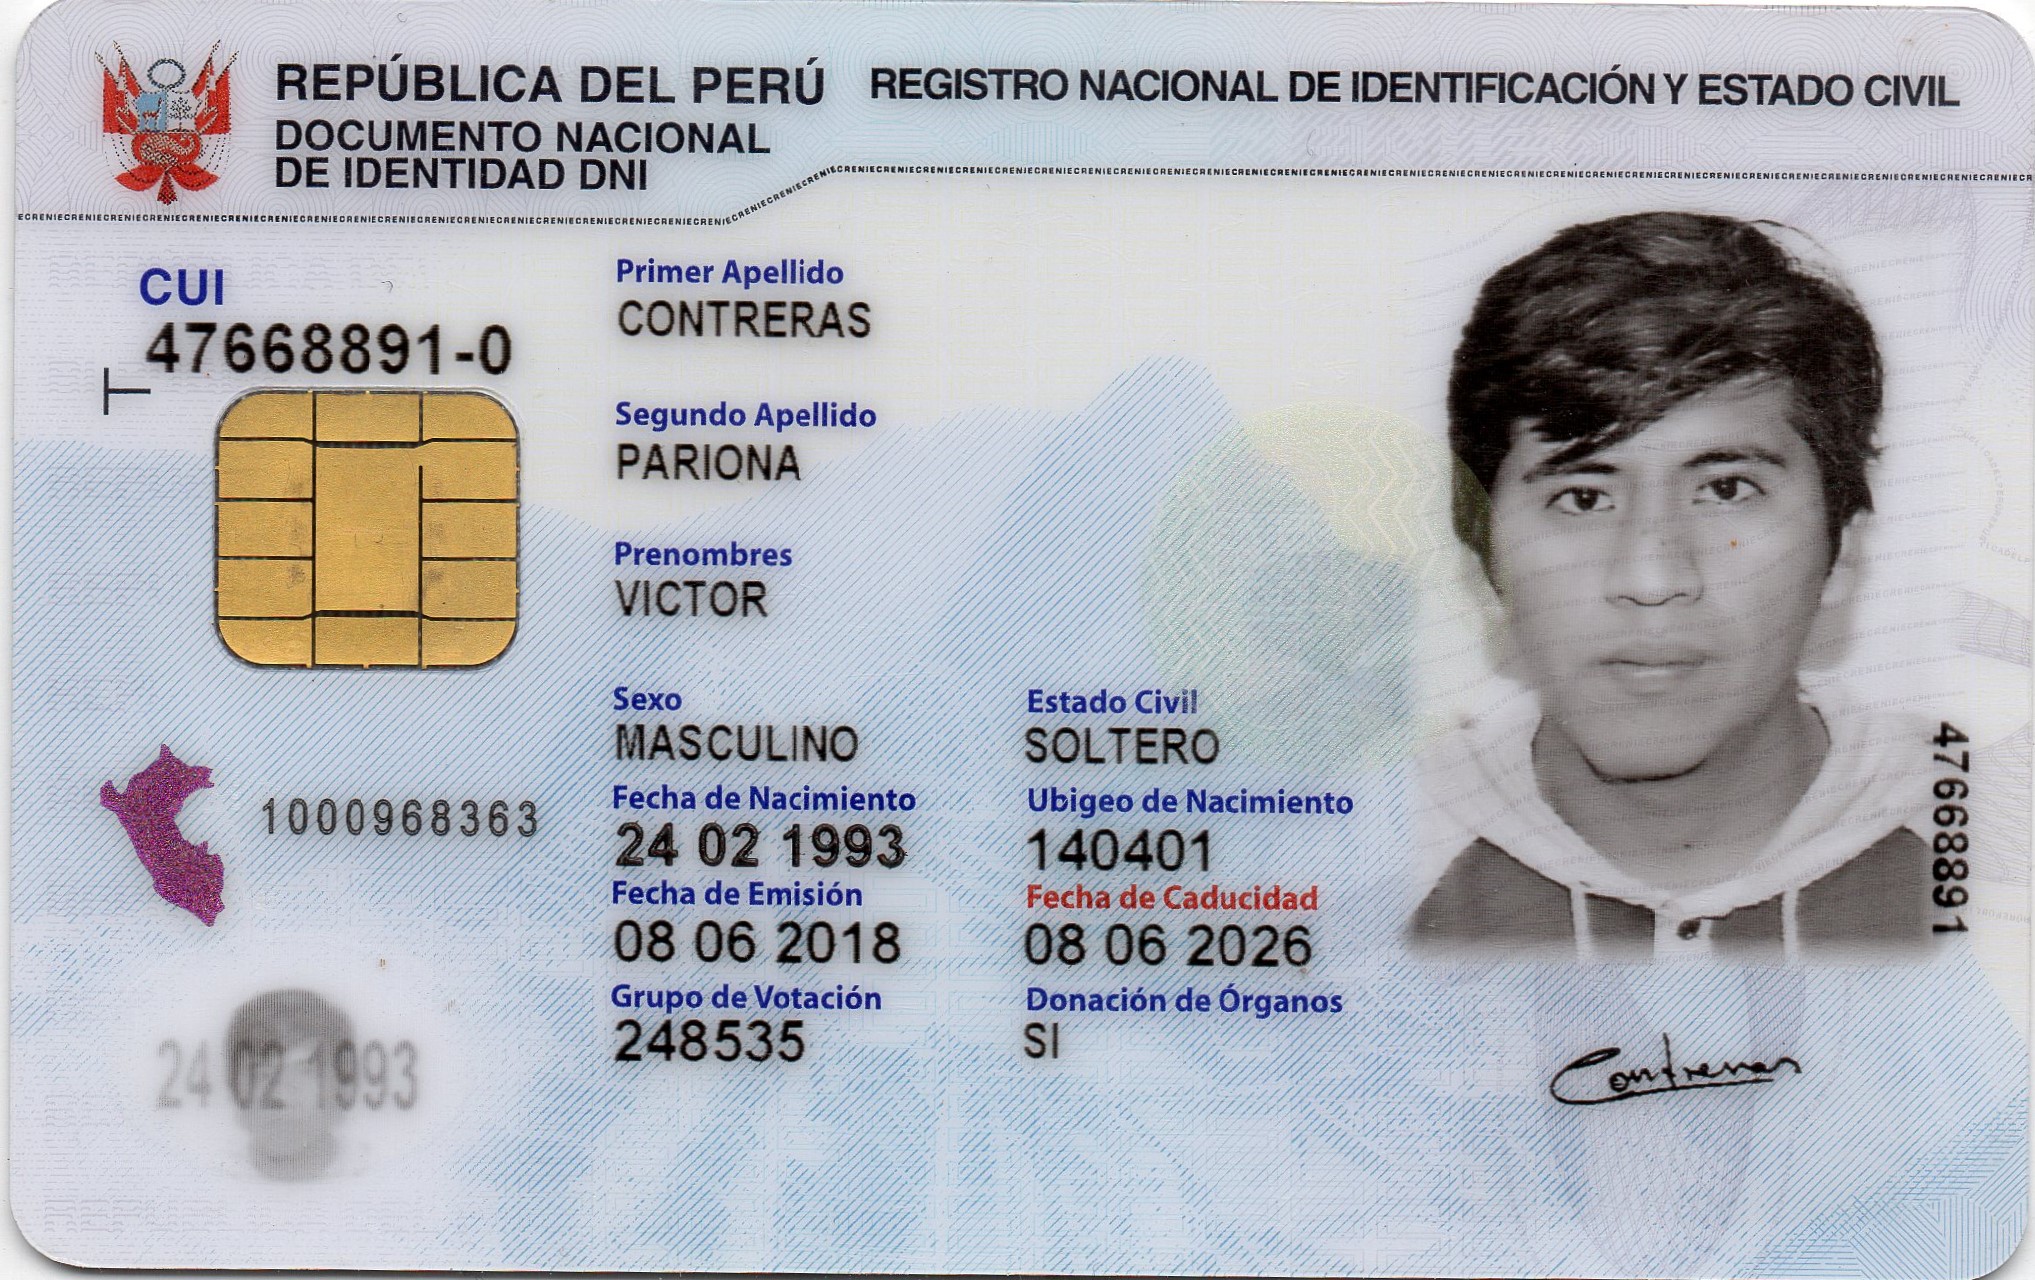 REPÚBLICA DEL PERÚ
REGISTRO NACIONAL DE IDENTIFICACIÓN Y ESTADO CIVIL
DOCUMENTO NACIONAL
DE IDENTIDAD DNI
CUI
47668891-0
Primer Apellido
CONTRERAS
Segundo Apellido
PARIONA
Prenombres
VICTOR
Sexo
MASCULINO
Estado Civil
SOLTERO
Fecha de Nacimiento
24 02 1993
Ubigeo de Nacimiento
140401
Fecha de Emisión
08 06 2018
Fecha de Caducidad
08 06 2026
Grupo de Votación
248535
Donación de Órganos
SI
1000968363
24 02 1993
47668891
Contreras